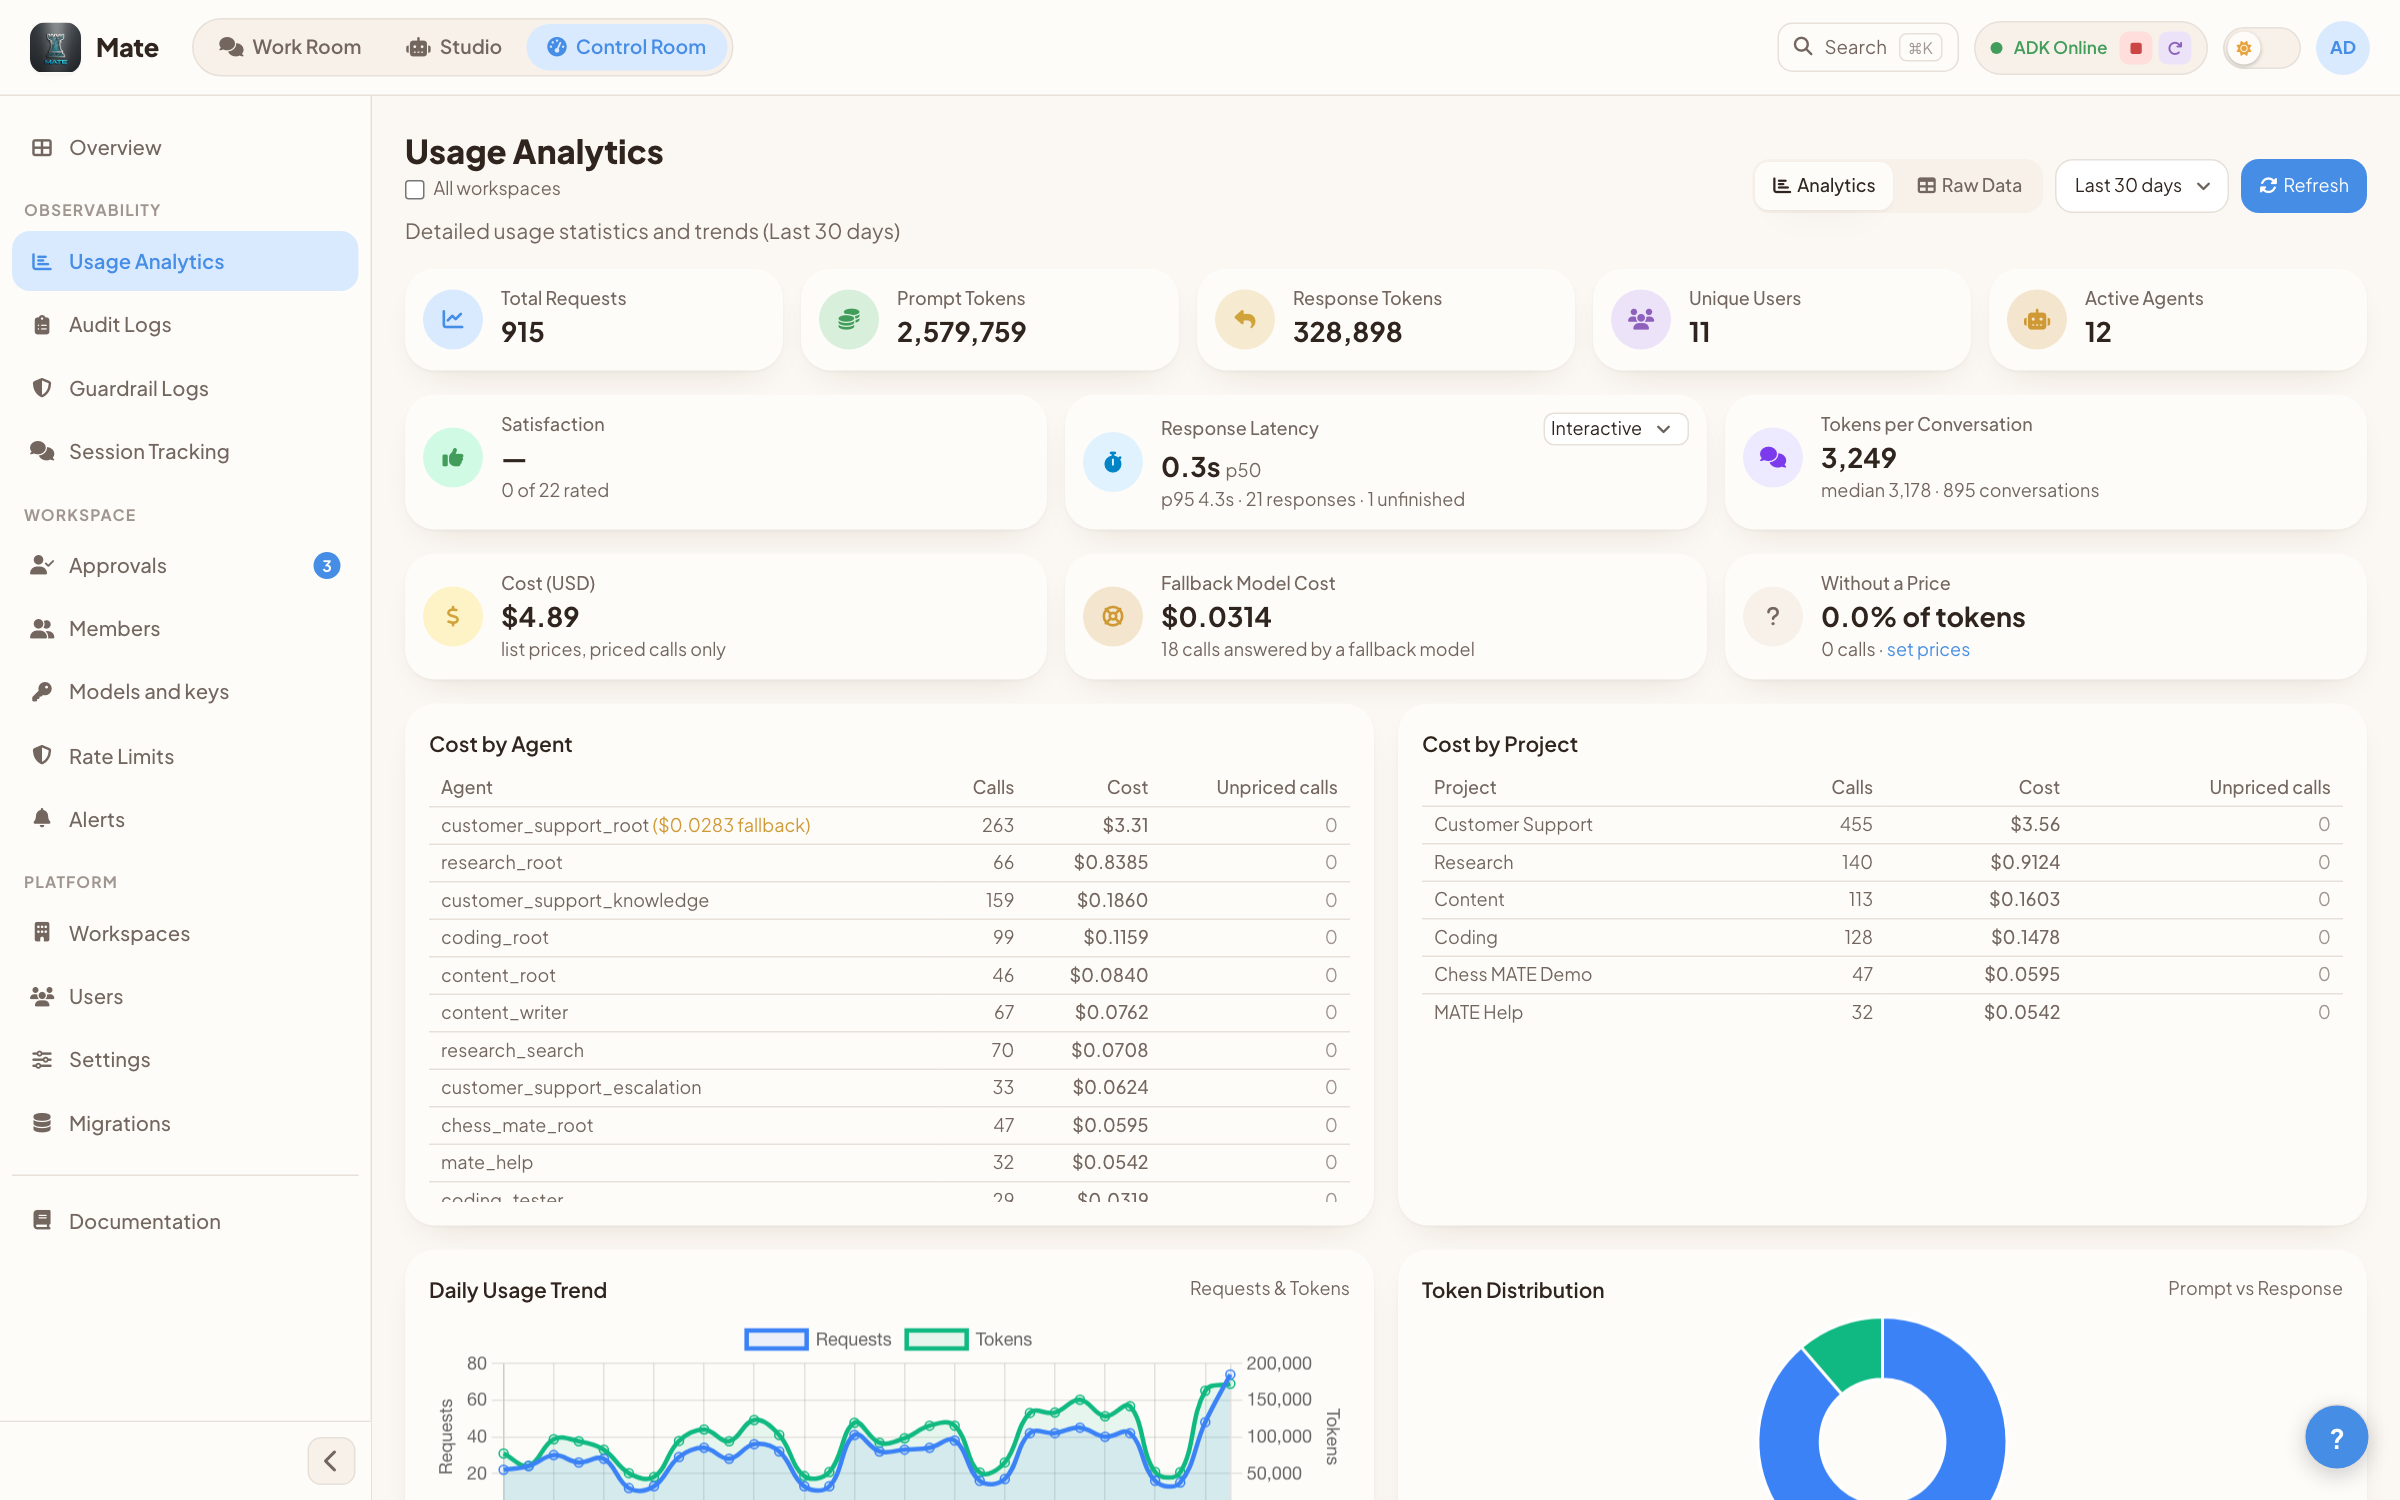 Mate
Work Room
Studio
Control Room
Search ⌘K
ADK Online
AD
Overview
OBSERVABILITY
Usage Analytics
Audit Logs
Guardrail Logs
Session Tracking
WORKSPACE
Approvals 3
Members
Models and keys
Rate Limits
Alerts
PLATFORM
Workspaces
Users
Settings
Migrations
Documentation
Usage Analytics
All workspaces
Detailed usage statistics and trends (Last 30 days)
Analytics
Raw Data
Last 30 days
Refresh
Total Requests
915
Prompt Tokens
2,579,759
Response Tokens
328,898
Unique Users
11
Active Agents
12
Satisfaction
—
0 of 22 rated
Response Latency
Interactive
0.3s p50
p95 4.3s · 21 responses · 1 unfinished
Tokens per Conversation
3,249
median 3,178 · 895 conversations
Cost (USD)
$4.89
list prices, priced calls only
Fallback Model Cost
$0.0314
18 calls answered by a fallback model
Without a Price
0.0% of tokens
0 calls · set prices
Cost by Agent
Agent Calls Cost Unpriced calls
customer_support_root ($0.0283 fallback) 263 $3.31 0
research_root 66 $0.8385 0
customer_support_knowledge 159 $0.1860 0
coding_root 99 $0.1159 0
content_root 46 $0.0840 0
content_writer 67 $0.0762 0
research_search 70 $0.0708 0
customer_support_escalation 33 $0.0624 0
chess_mate_root 47 $0.0595 0
mate_help 32 $0.0542 0
coding_tester 29 $0.0319 0
Cost by Project
Project Calls Cost Unpriced calls
Customer Support 455 $3.56 0
Research 140 $0.9124 0
Content 113 $0.1603 0
Coding 128 $0.1478 0
Chess MATE Demo 47 $0.0595 0
MATE Help 32 $0.0542 0
Daily Usage Trend
Requests & Tokens
Requests Tokens
80
60
40
20
Requests
200,000
150,000
100,000
50,000
Tokens
Token Distribution
Prompt vs Response
?